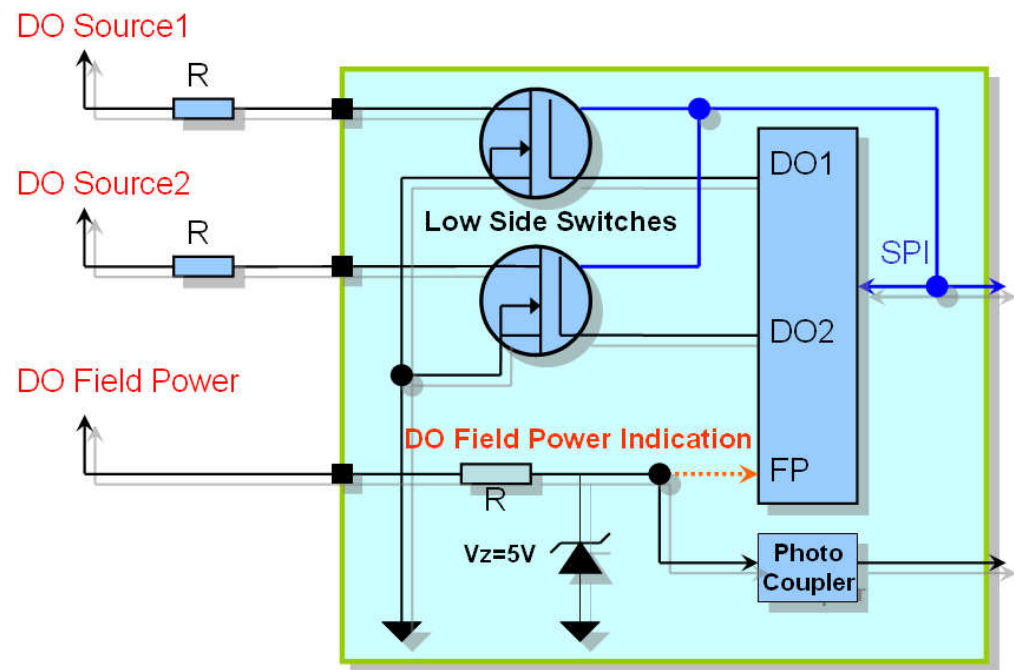 DO Source1
R
DO1
DO Source2
Low Side Switches
R
SPI
DO2
DO Field Power
DO Field Power Indication
FP
R
Vz=5V
Photo
Coupler